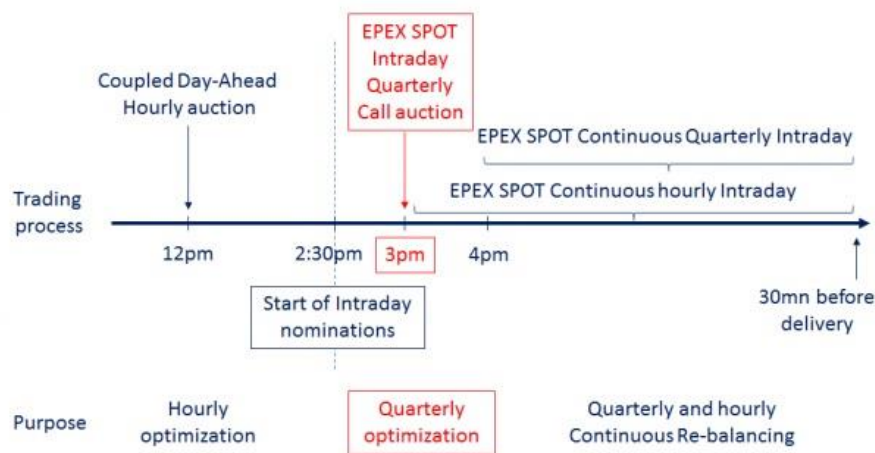 EPEX SPOT
Intraday
Quarterly
Call auction
Coupled Day-Ahead
Hourly auction
EPEX SPOT Continuous Quarterly Intraday
EPEX SPOT Continuous hourly Intraday
Trading
process
12pm
2:30pm
3pm
4pm
Start of Intraday
nominations
30mn before
delivery
Purpose
Hourly
optimization
Quarterly
optimization
Quarterly and hourly
Continuous Re-balancing